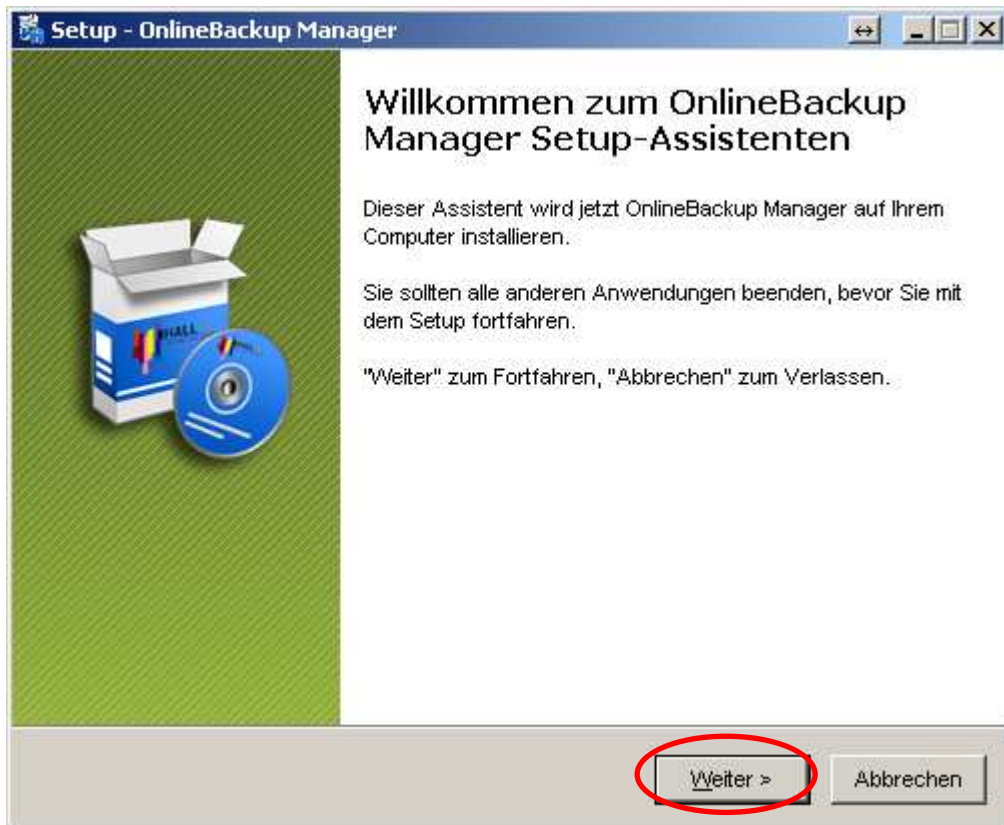 Setup - OnlineBackup Manager
Willkommen zum OnlineBackup
Manager Setup-Assistenten
Dieser Assistent wird jetzt OnlineBackup Manager auf Ihrem
Computer installieren.
Sie sollten alle anderen Anwendungen beenden, bevor Sie mit
dem Setup fortfahren.
"Weiter" zum Fortfahren, "Abbrechen" zum Verlassen.
HALL
Weiter >
Abbrechen